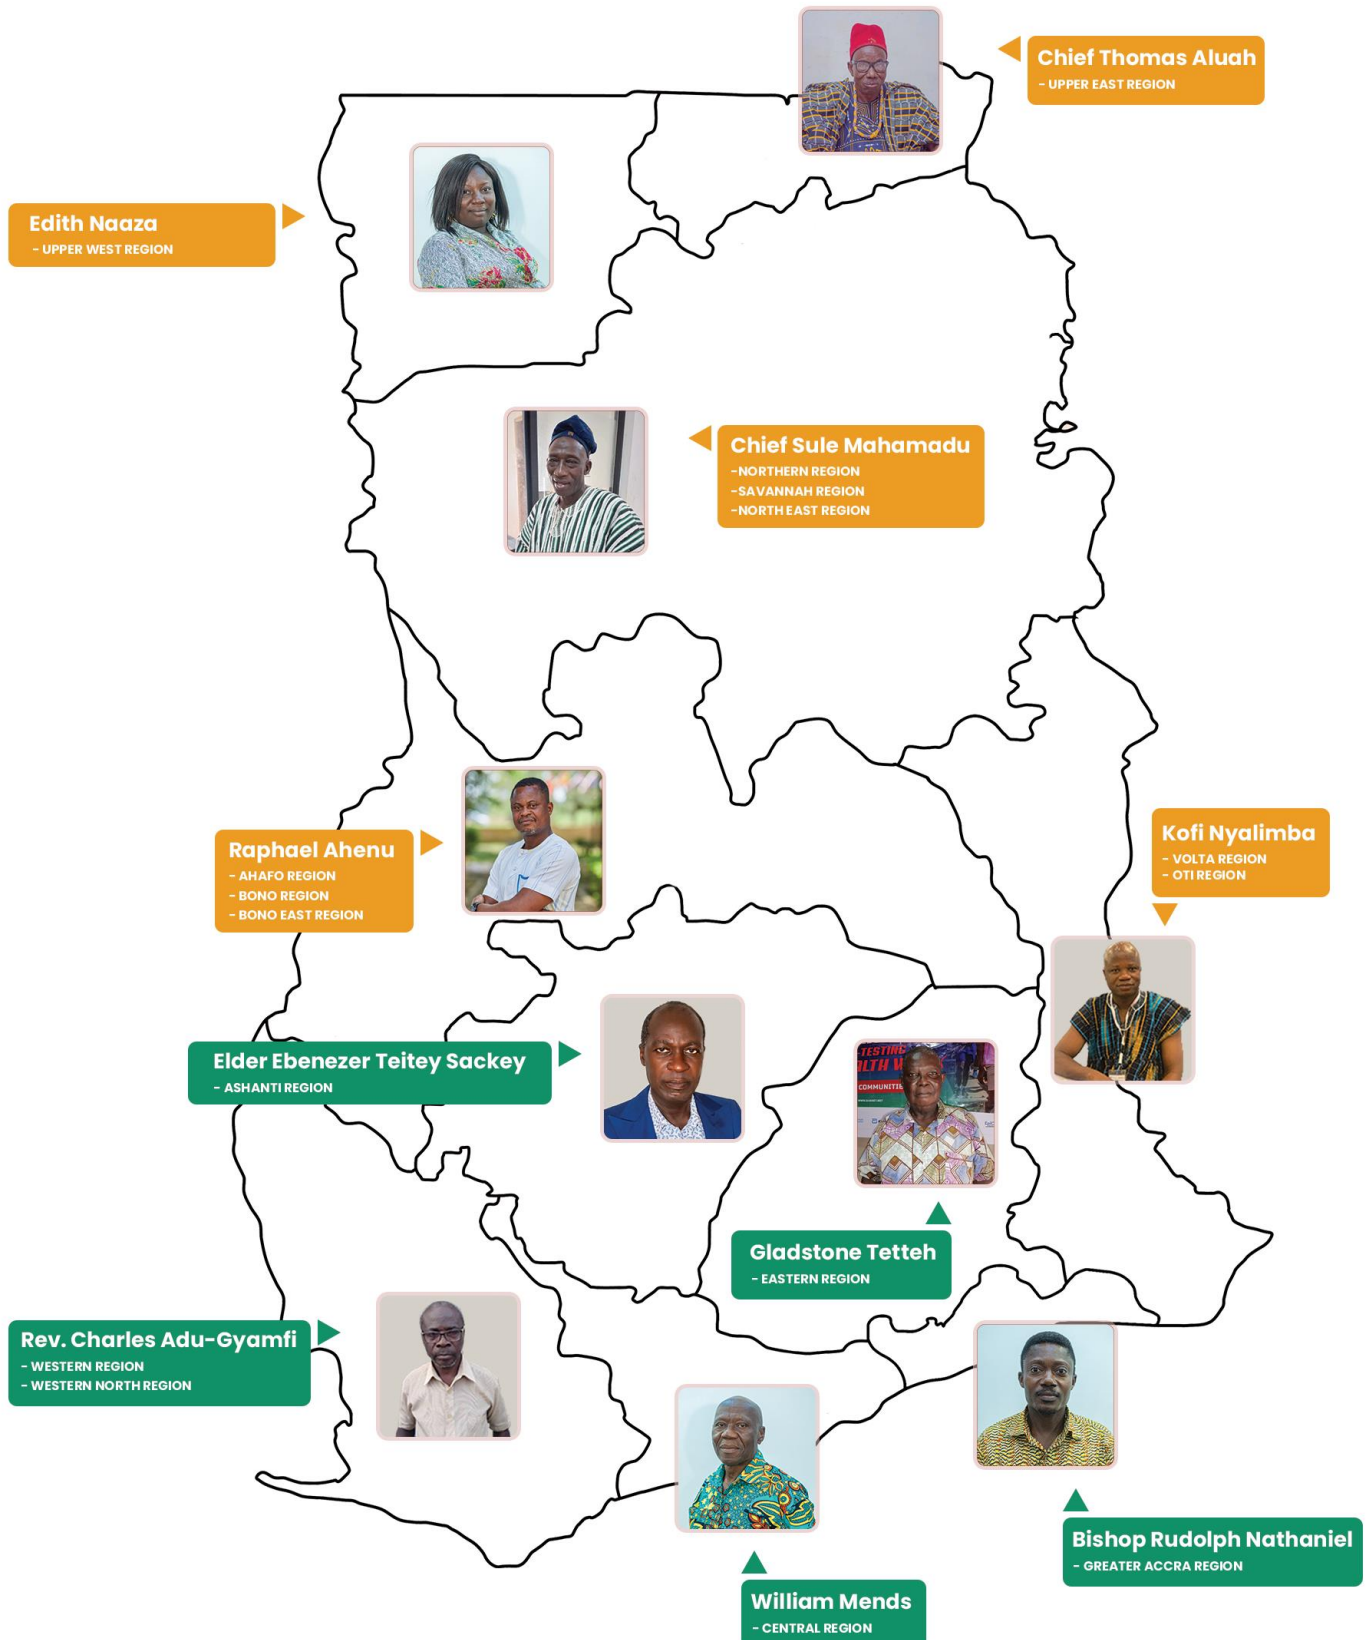 Chief Thomas Aluah
- UPPER EAST REGION
Edith Naaza
- UPPER WEST REGION
Chief Sule Mahamadu
-NORTHERN REGION
-SAVANNAH REGION
-NORTH EAST REGION
Raphael Ahenu
- AHAFO REGION
- BONO REGION
- BONO EAST REGION
Kofi Nyalimba
- VOLTA REGION
- OTI REGION
Elder Ebenezer Teitey Sackey
- ASHANTI REGION
-TESTING
COMMUNITIE
Gladstone Tetteh
- EASTERN REGION
Rev. Charles Adu-Gyamfi
- WESTERN REGION
- WESTERN NORTH REGION
Bishop Rudolph Nathaniel
- GREATER ACCRA REGION
William Mends
- CENTRAL REGION